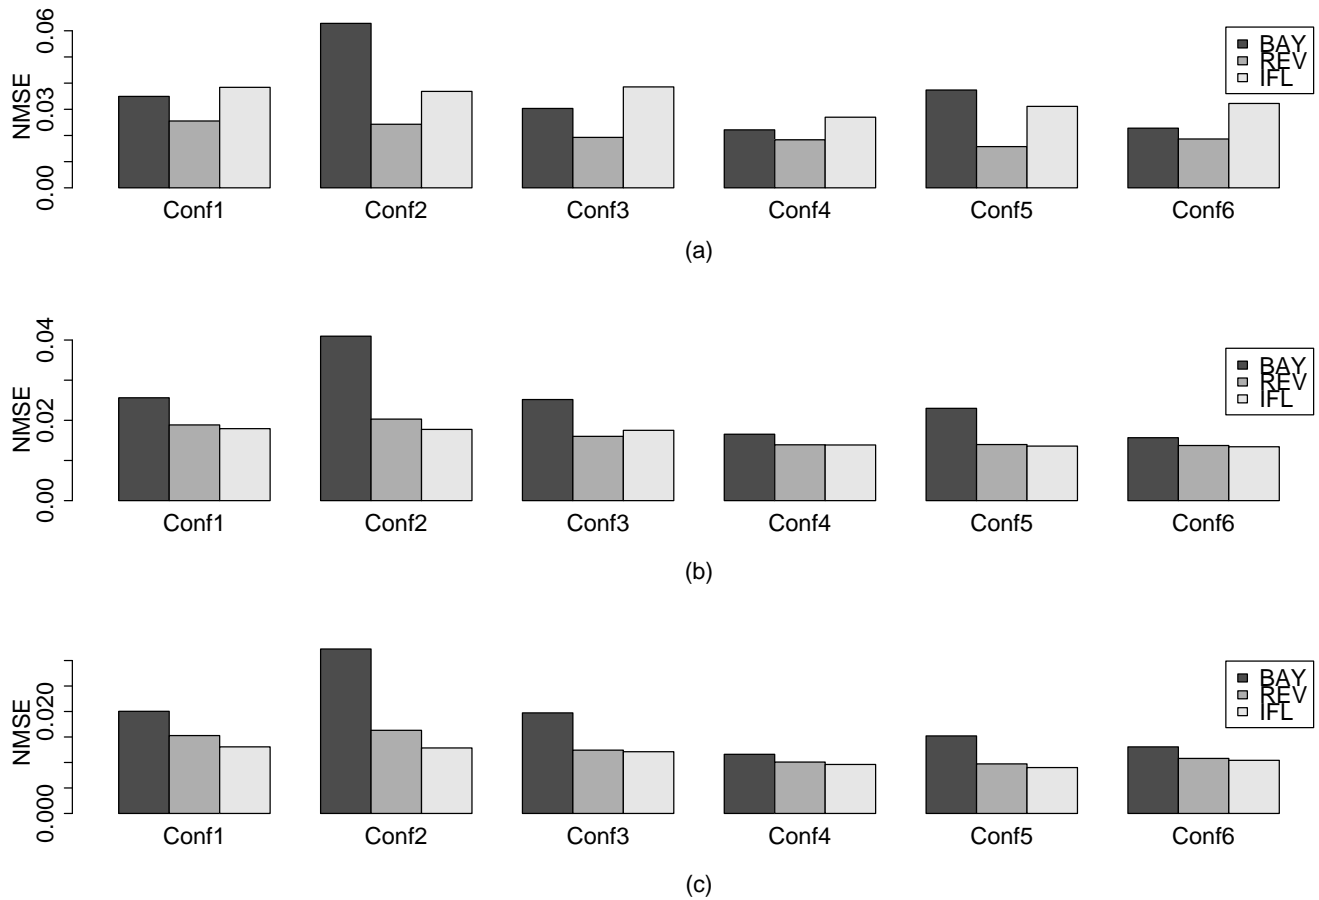 NMSE
0.00 0.03 0.06
BAY
REV
IFL
Conf1 Conf2 Conf3 Conf4 Conf5 Conf6
(a)
NMSE
0.00 0.02 0.04
BAY
REV
IFL
Conf1 Conf2 Conf3 Conf4 Conf5 Conf6
(b)
NMSE
0.000 0.020
BAY
REV
IFL
Conf1 Conf2 Conf3 Conf4 Conf5 Conf6
(c)